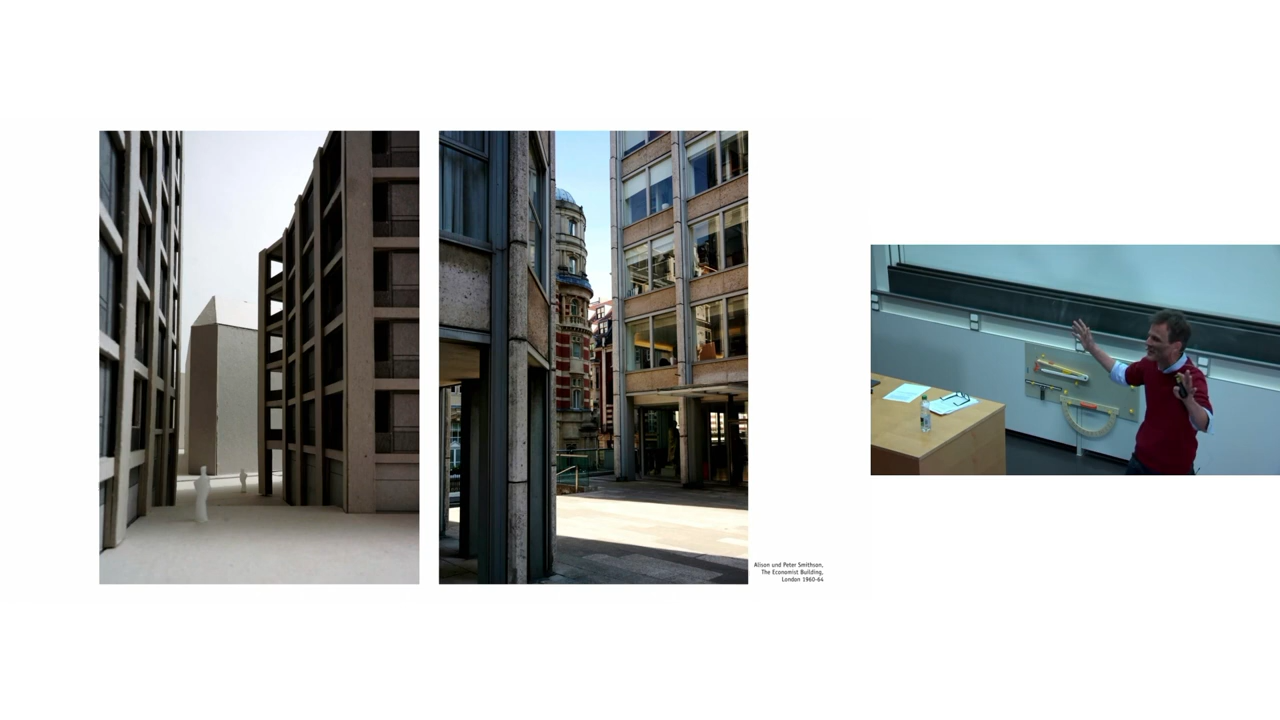 Alison und Peter Smithson,
The Economist Building,
London 1960-64